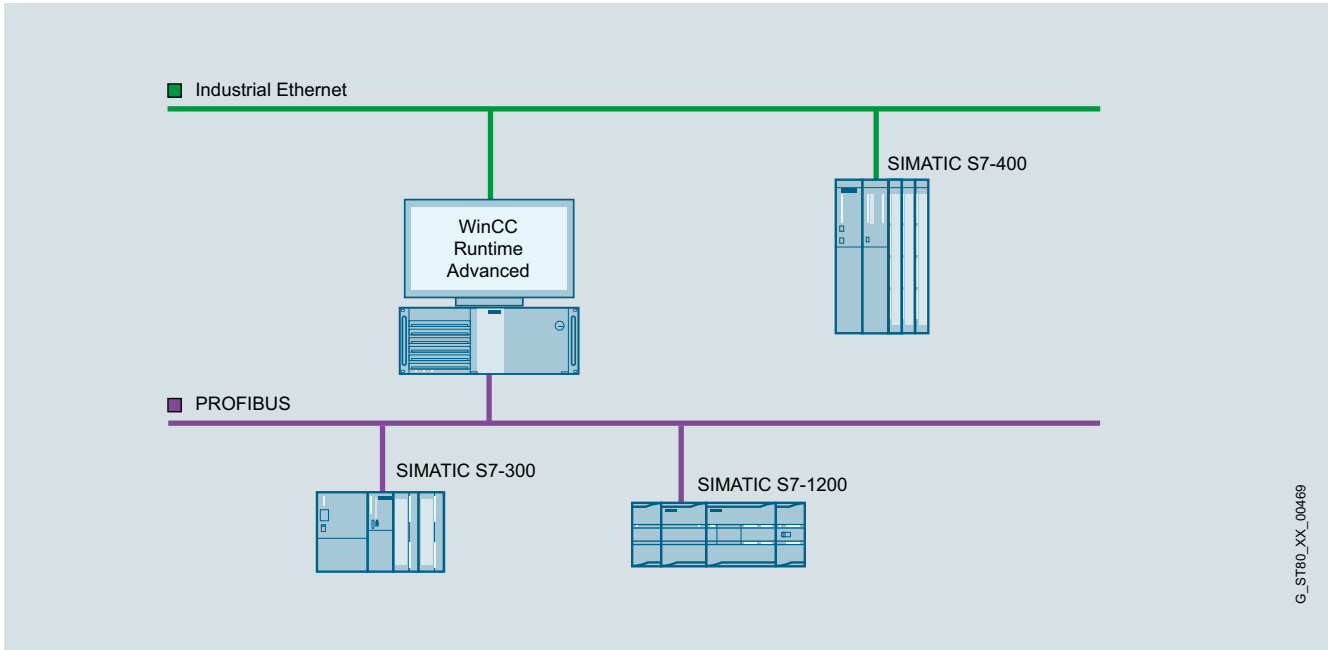 Industrial Ethernet
SIMATIC S7-400
WinCC
Runtime
Advanced
PROFIBUS
SIMATIC S7-300
SIMATIC S7-1200
G_ST80_XX_00469